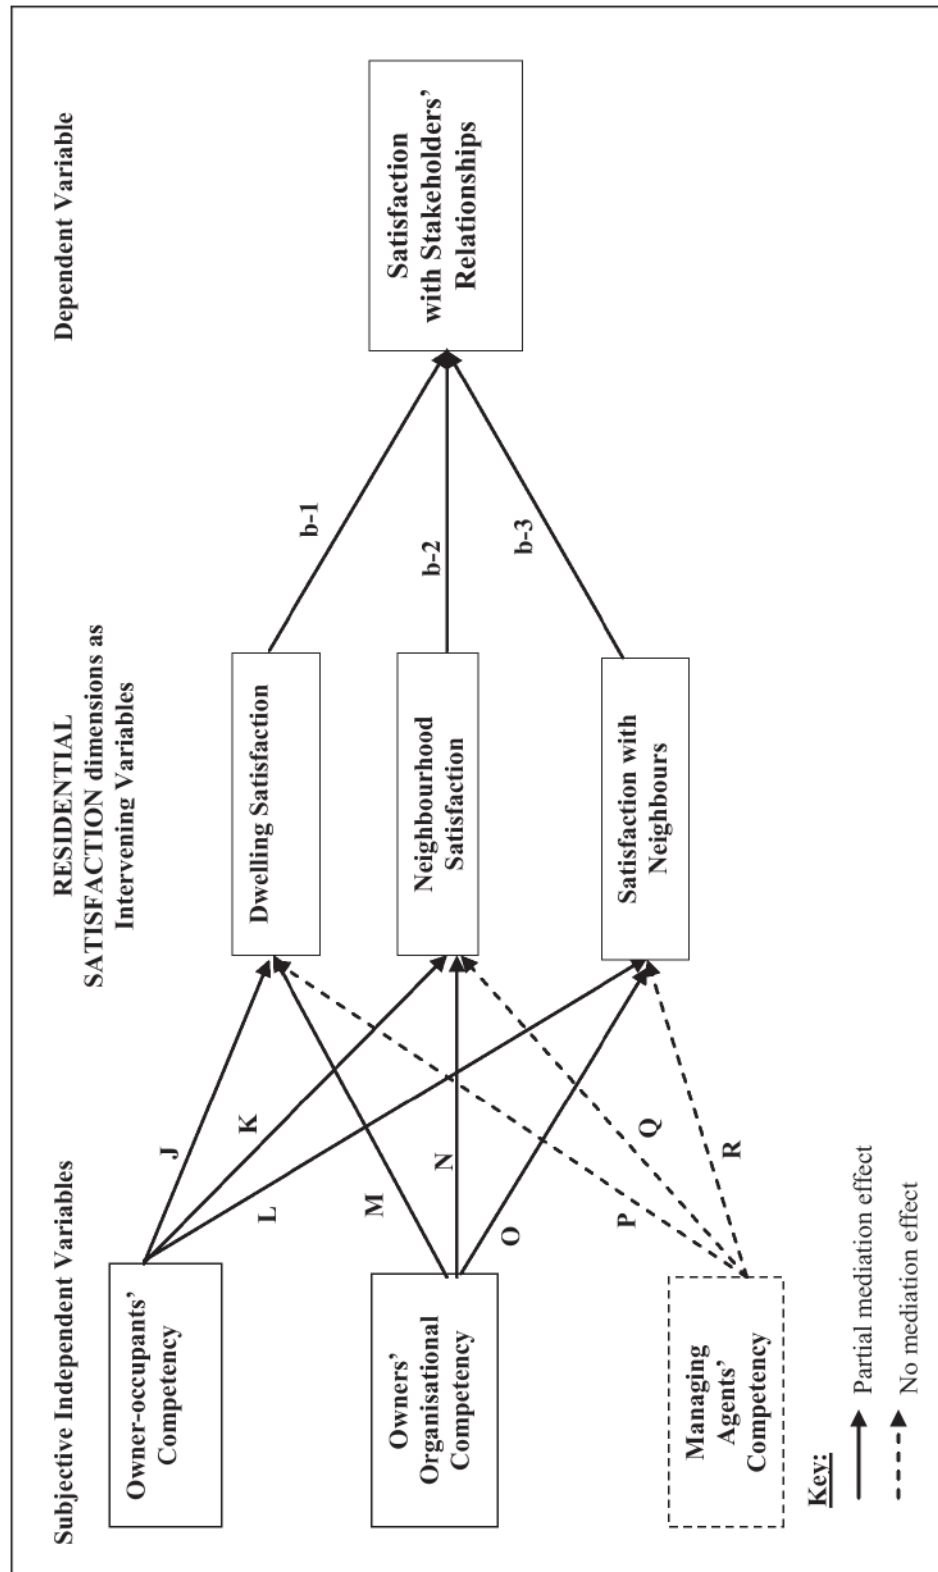 Subjective Independent Variables
RESIDENTIAL
SATISFACTION dimensions as
Intervening Variables
Dependent Variable
Owner-occupants'
Competency
Owners'
Organisational
Competency
Managing
Agents'
Competency
J
K
L
M
N
O
P
Q
R
Dwelling Satisfaction
Neighbourhood
Satisfaction
Satisfaction with
Neighbours
b-1
b-2
b-3
Satisfaction
with Stakeholders'
Relationships
Key:
Partial mediation effect
No mediation effect